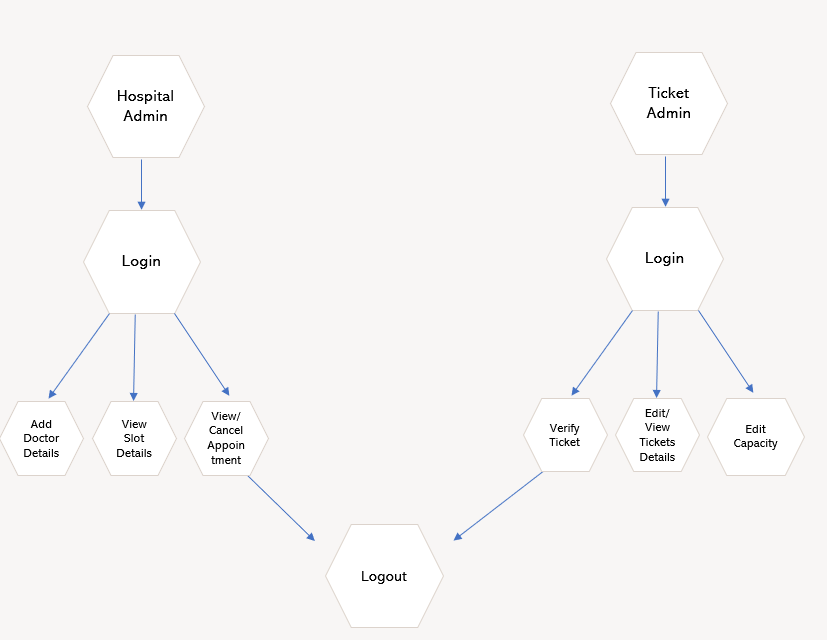 Hospital
Admin
Ticket
Admin
Login
Login
Add
Doctor
Details
View
Slot
Details
View/
Cancel
Appoin
tment
Verify
Ticket
Edit/
View
Tickets
Details
Edit
Capacity
Logout